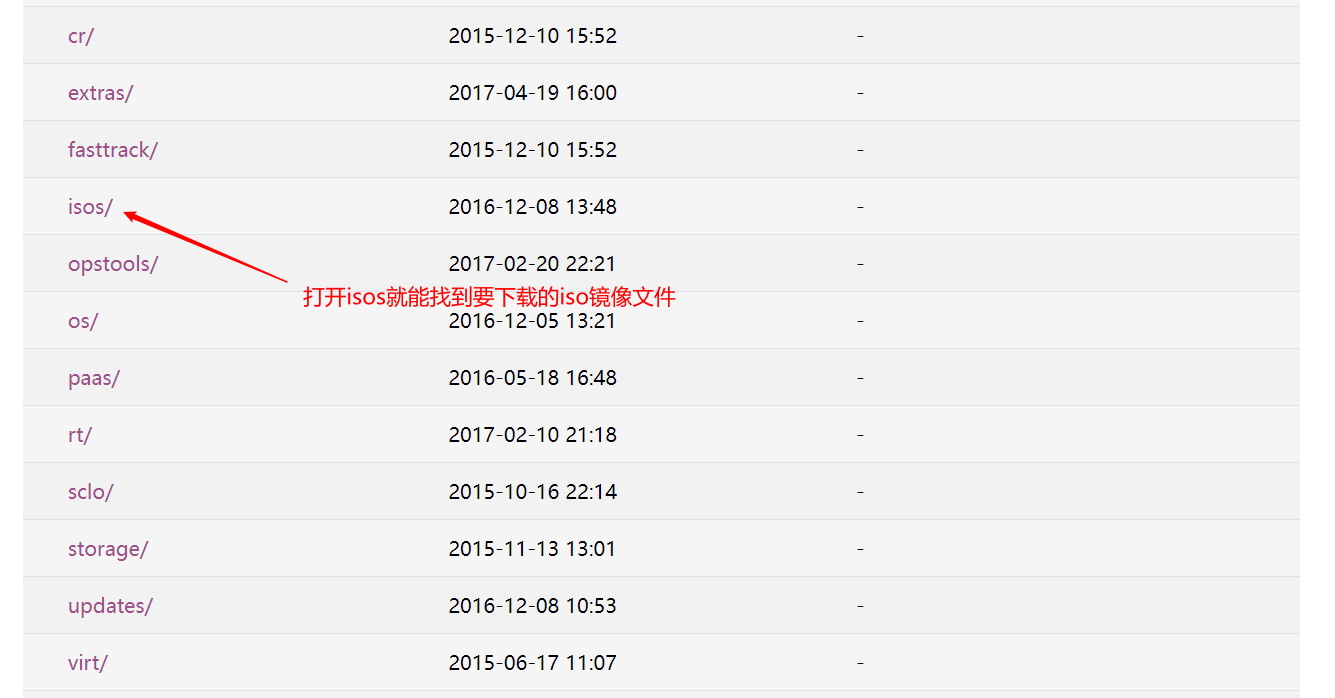 cr/ 2015-12-10 15:52 -
extras/ 2017-04-19 16:00 -
fasttrack/ 2015-12-10 15:52 -
isos/ 2016-12-08 13:48 -
opstools/ 2017-02-20 22:21 -
打开isos就能找到要下载的iso镜像文件
os/ 2016-12-05 13:21 -
paas/ 2016-05-18 16:48 -
rt/ 2017-02-10 21:18 -
sclo/ 2015-10-16 22:14 -
storage/ 2015-11-13 13:01 -
updates/ 2016-12-08 10:53 -
virt/ 2015-06-17 11:07 -